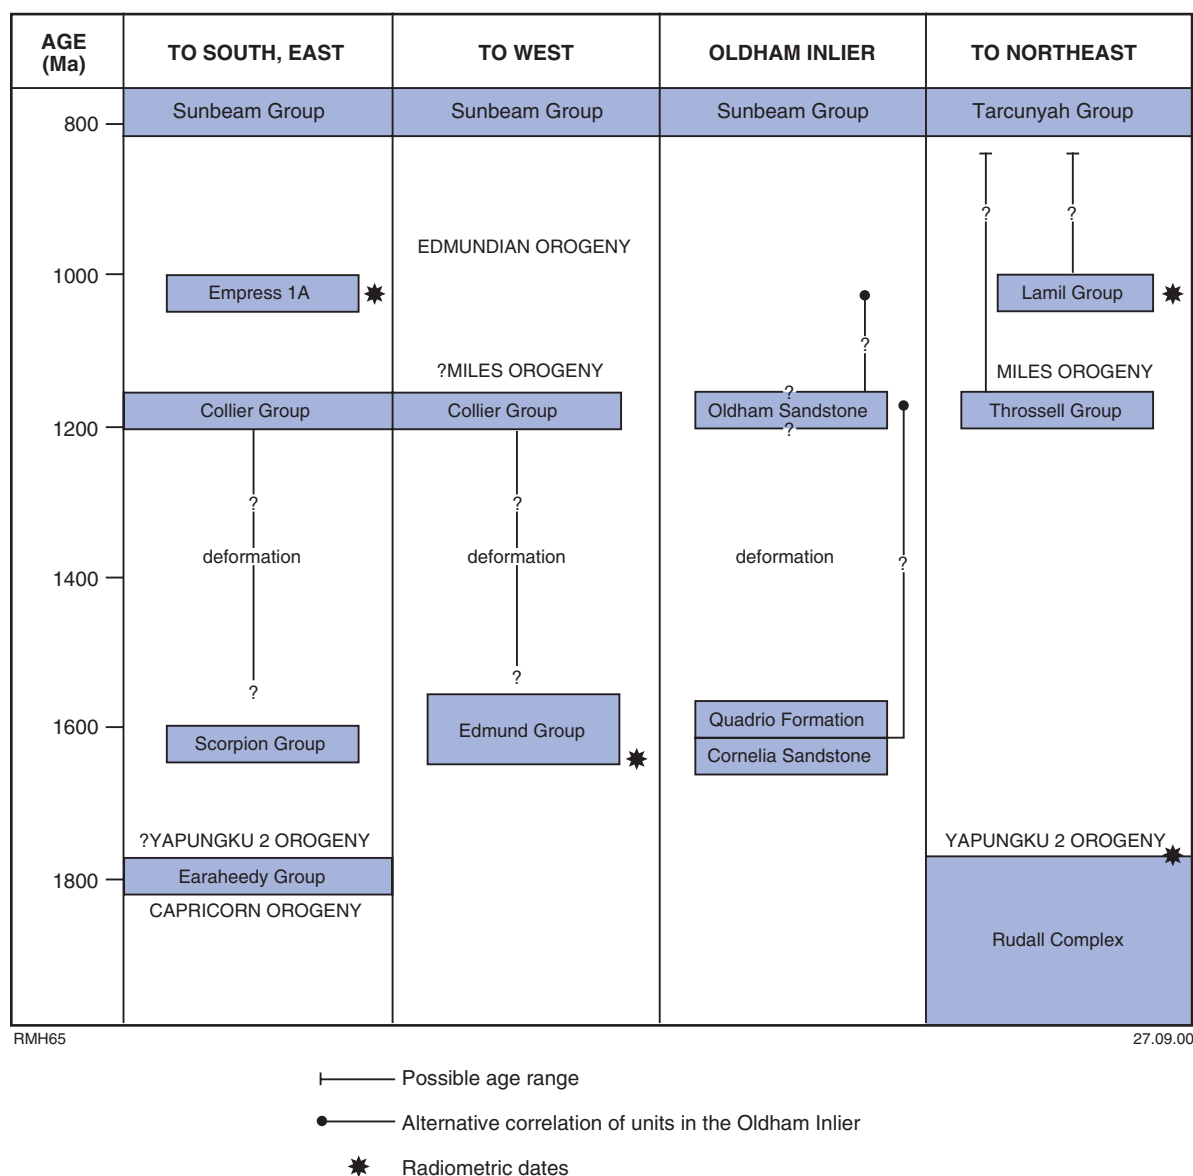 AGE
(Ma)
TO SOUTH, EAST
TO WEST
OLDHAM INLIER
TO NORTHEAST
Sunbeam Group
Sunbeam Group
Sunbeam Group
Tarcunyah Group
800
?
?
EDMUNDIAN OROGENY
1000
Empress 1A
Lamil Group
?
?MILES OROGENY
MILES OROGENY
?
Collier Group
Collier Group
Oldham Sandstone
Throssell Group
1200
?
?
?
deformation
deformation
deformation
?
1400
?
?
1600
Scorpion Group
Edmund Group
Quadrio Formation
Cornelia Sandstone
?YAPUNGKU 2 OROGENY
YAPUNGKU 2 OROGENY
1800
Earaheedy Group
CAPRICORN OROGENY
Rudall Complex
RMH65
27.09.00
Possible age range
Alternative correlation of units in the Oldham Inlier
Radiometric dates